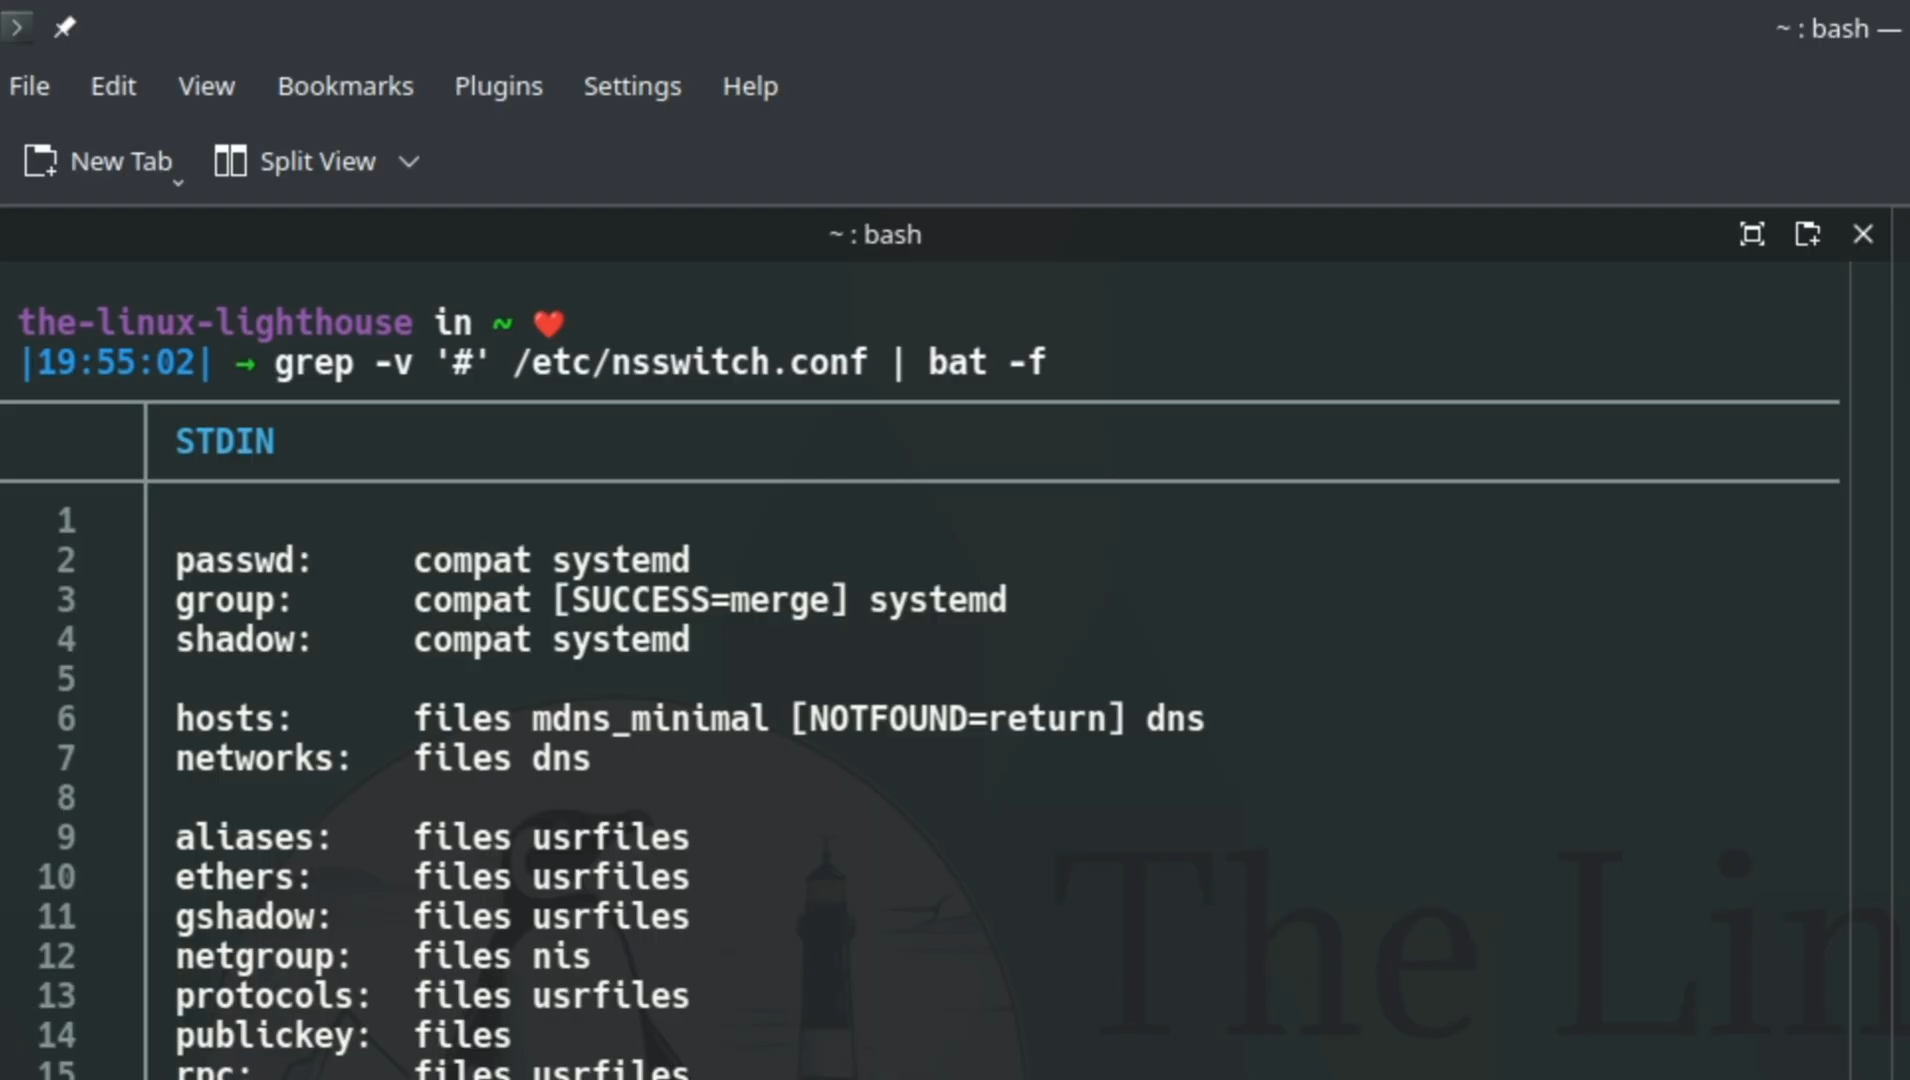 ~ : bash —
File Edit View Bookmarks Plugins Settings Help
New Tab Split View
~ : bash
the-linux-lighthouse in ~ ❤️
|19:55:02| → grep -v '#' /etc/nsswitch.conf | bat -f
STDIN
1
2 passwd: compat systemd
3 group: compat [SUCCESS=merge] systemd
4 shadow: compat systemd
5
6 hosts: files mdns_minimal [NOTFOUND=return] dns
7 networks: files dns
8
9 aliases: files usrfiles
10 ethers: files usrfiles
11 gshadow: files usrfiles
12 netgroup: files nis
13 protocols: files usrfiles
14 publickey: files
15 rpc: files usrfiles
The Lin